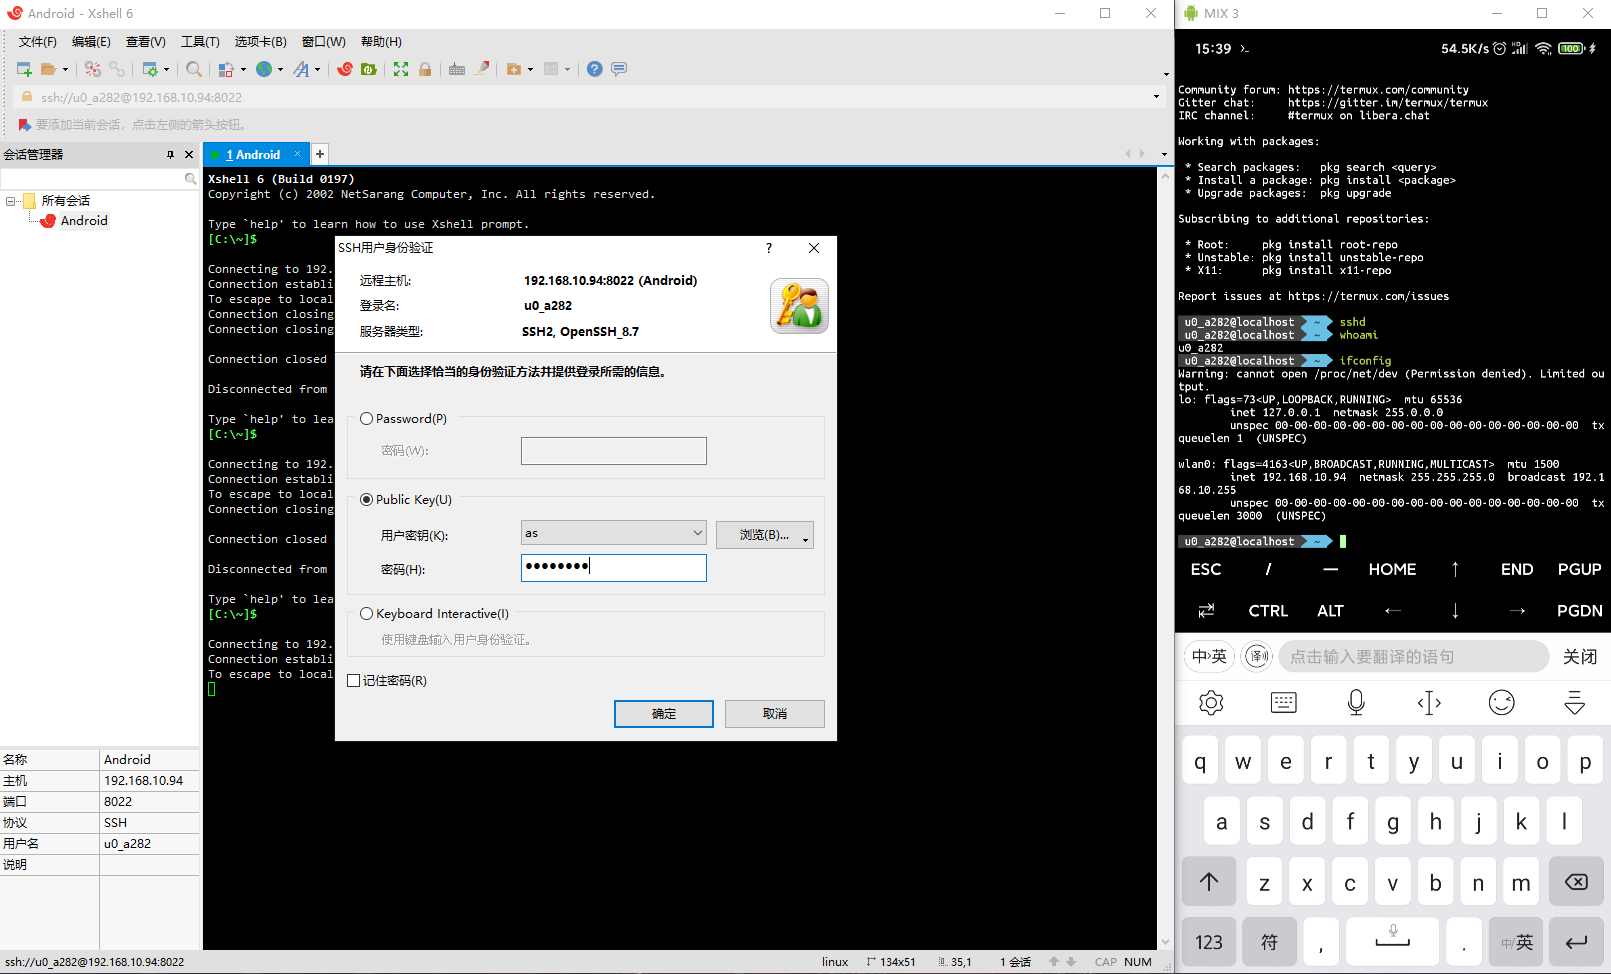 Android - Xshell 6
文件(F) 编辑(E) 查看(V) 工具(T) 选项卡(B) 窗口(W) 帮助(H)
ssh://u0_a282@192.168.10.94:8022
要添加当前会话，点击左侧的箭头按钮。
会话管理器
所有会话
Android
名称 Android
主机 192.168.10.94
端口 8022
协议 SSH
用户名 u0_a282
说明
1 Android
Xshell 6 (Build 0197)
Copyright (c) 2002 NetSarang Computer, Inc. All rights reserved.
Type `help' to learn how to use Xshell prompt.
[C:\~]$
Connecting to 192.
Connection establi
To escape to local
Connection closing
Connection closing
Connection closed
Disconnected from
Type `help' to lea
[C:\~]$
Connecting to 192.
Connection establi
To escape to local
Connection closing
Connection closed
Disconnected from
Type `help' to lea
[C:\~]$
Connecting to 192.
Connection establi
To escape to local
SSH用户身份验证
远程主机: 192.168.10.94:8022 (Android)
登录名: u0_a282
服务器类型: SSH2, OpenSSH_8.7
请在下面选择恰当的身份验证方法并提供登录所需的信息。
Password(P)
密码(W):
Public Key(U)
用户密钥(K): as 浏览(B)...
密码(H): ●●●●●●●●
Keyboard Interactive(I)
使用键盘输入用户身份验证。
记住密码(R)
确定 取消
ssh://u0_a282@192.168.10.94:8022 linux 134x51 35,1 1 会话 CAP NUM
MIX 3
15:39 54.5K/s HD 100
Community forum: https://termux.com/community
Gitter chat: https://gitter.im/termux/termux
IRC channel: #termux on libera.chat
Working with packages:
* Search packages: pkg search <query>
* Install a package: pkg install <package>
* Upgrade packages: pkg upgrade
Subscribing to additional repositories:
* Root: pkg install root-repo
* Unstable: pkg install unstable-repo
* X11: pkg install x11-repo
Report issues at https://termux.com/issues
u0_a282@localhost ~ sshd
u0_a282@localhost ~ whoami
u0_a282
u0_a282@localhost ~ ifconfig
Warning: cannot open /proc/net/dev (Permission denied). Limited ou
tput.
lo: flags=73<UP,LOOPBACK,RUNNING> mtu 65536
inet 127.0.0.1 netmask 255.0.0.0
unspec 00-00-00-00-00-00-00-00-00-00-00-00-00-00-00-00 tx
queuelen 1 (UNSPEC)
wlan0: flags=4163<UP,BROADCAST,RUNNING,MULTICAST> mtu 1500
inet 192.168.10.94 netmask 255.255.255.0 broadcast 192.1
68.10.255
unspec 00-00-00-00-00-00-00-00-00-00-00-00-00-00-00-00 tx
queuelen 3000 (UNSPEC)
u0_a282@localhost ~
ESC / — HOME ↑ END PGUP
⇄ CTRL ALT ← ↓ → PGDN
中›英 译 点击输入要翻译的语句 关闭
q w e r t y u i o p
a s d f g h j k l
z x c v b n m
123 符 , . 中/英